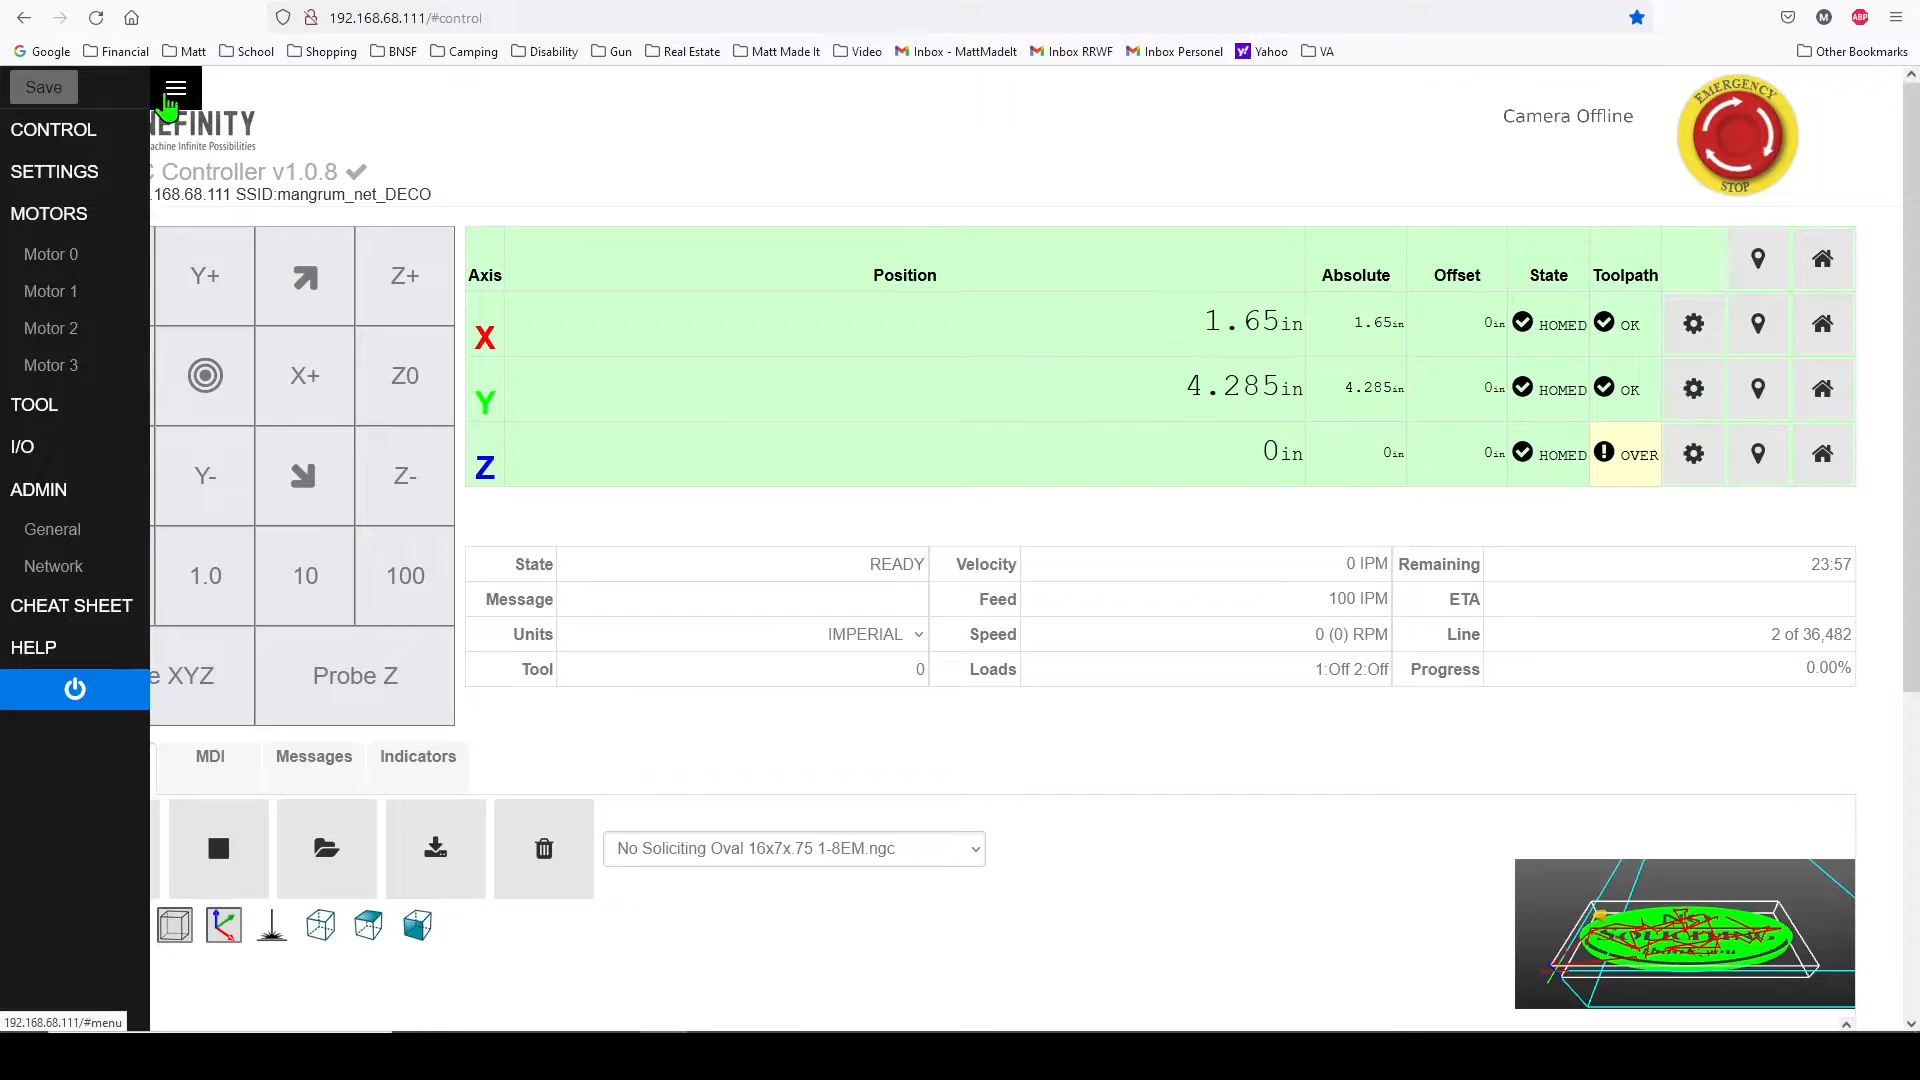 192.168.68.111/#control
M
ABP
Google
Financial
Matt
School
Shopping
BNSF
Camping
Disability
Gun
Real Estate
Matt Made It
Video
Inbox - MattMadeIt
Inbox RRWF
Inbox Personel
Yahoo
VA
Other Bookmarks
Save
CONTROL
SETTINGS
MOTORS
Motor 0
Motor 1
Motor 2
Motor 3
TOOL
I/O
ADMIN
General
Network
CHEAT SHEET
HELP
NEFINITY
achine Infinite Possibilities
C Controller v1.0.8
.168.68.111 SSID:mangrum_net_DECO
Camera Offline
EMERGENCY
STOP
Y+
Z+
X+
Z0
Y-
Z-
1.0
10
100
e XYZ
Probe Z
Axis Position Absolute Offset State Toolpath
X 1.65in 1.65in 0in HOMED OK
Y 4.285in 4.285in 0in HOMED OK
Z 0in 0in 0in HOMED OVER
State READY Velocity 0 IPM Remaining 23:57
Message Feed 100 IPM ETA
Units IMPERIAL Speed 0 (0) RPM Line 2 of 36,482
Tool 0 Loads 1:Off 2:Off Progress 0.00%
MDI
Messages
Indicators
No Soliciting Oval 16x7x.75 1-8EM.ngc
SOLICITING
192.168.68.111/#menu